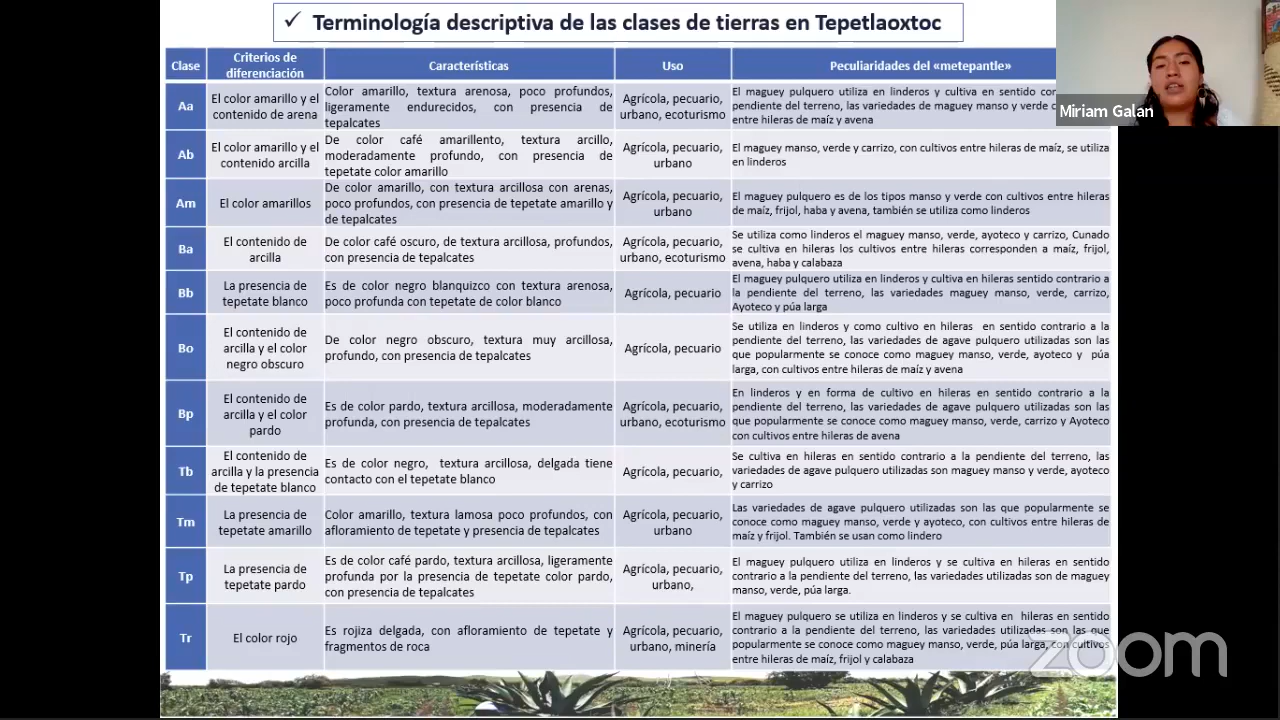 ✓ Terminología descriptiva de las clases de tierras en Tepetlaoxtoc
Clase
Criterios de
diferenciación
Características
Uso
Peculiaridades del «metepantle»
Miriam Galan
Aa
El color amarillo y el
contenido de arena
Color amarillo, textura arenosa, poco profundos,
ligeramente endurecidos, con presencia de
tepalcates
Agrícola, pecuario,
urbano, ecoturismo
El maguey pulquero utiliza en linderos y cultiva en sentido
pendiente del terreno, las variedades de maguey manso y verde
entre hileras de maíz y avena
Ab
El color amarillo y el
contenido arcilla
De color café amarillento, textura arcillo,
moderadamente profundo, con presencia de
tepetate color amarillo
Agrícola, pecuario,
urbano
El maguey manso, verde y carrizo, con cultivos entre hileras de maíz, se utiliza
en linderos
Am
El color amarillos
De color amarillo, con textura arcillosa con arenas,
poco profundos, con presencia de tepetate amarillo y
de tepalcates
Agrícola, pecuario,
urbano
El maguey pulquero es de los tipos manso y verde con cultivos entre hileras
de maíz, frijol, haba y avena, también se utiliza como linderos
Ba
El contenido de
arcilla
De color café oscuro, de textura arcillosa, profundos,
con presencia de tepalcates
Agrícola, pecuario,
urbano, ecoturismo
Se utiliza como linderos el maguey manso, verde, ayoteco y carrizo, Cunado
se cultiva en hileras los cultivos entre hileras corresponden a maíz, frijol,
avena, haba y calabaza
Bb
La presencia de
tepetate blanco
Es de color negro blanquizco con textura arenosa,
poco profunda con tepetate de color blanco
Agrícola, pecuario
El maguey pulquero utiliza en linderos y cultiva en hileras sentido contrario a
la pendiente del terreno, las variedades maguey manso, verde, carrizo,
Ayoteco y púa larga
Bo
El contenido de
arcilla y el color
negro obscuro
De color negro obscuro, textura muy arcillosa,
profundo, con presencia de tepalcates
Agrícola, pecuario
Se utiliza en linderos y como cultivo en hileras en sentido contrario a la
pendiente del terreno, las variedades de agave pulquero utilizadas son las
que popularmente se conoce como maguey manso, verde, ayoteco y púa
larga, con cultivos entre hileras de maíz y avena
Bp
El contenido de
arcilla y el color
pardo
Es de color pardo, textura arcillosa, moderadamente
profunda, con presencia de tepalcates
Agrícola, pecuario,
urbano, ecoturismo
En linderos y en forma de cultivo en hileras en sentido contrario a la
pendiente del terreno, las variedades de agave pulquero utilizadas son las
que popularmente se conoce como maguey manso, verde, carrizo y Ayoteco
con cultivos entre hileras de avena
Tb
El contenido de
arcilla y la presencia
de tepetate blanco
Es de color negro, textura arcillosa, delgada tiene
contacto con el tepetate blanco
Agrícola, pecuario,
Se cultiva en hileras en sentido contrario a la pendiente del terreno, las
variedades de agave pulquero utilizadas son maguey manso y verde, ayoteco
y carrizo
Tm
La presencia de
tepetate amarillo
Color amarillo, textura lamosa poco profundos, con
afloramiento de tepetate y presencia de tepalcates
Agrícola, pecuario,
urbano
Las variedades de agave pulquero utilizadas son las que popularmente se
conoce como maguey manso, verde y ayoteco, con cultivos entre hileras de
maíz y frijol. También se usan como lindero
Tp
La presencia de
tepetate pardo
Es de color café pardo, textura arcillosa, ligeramente
profunda por la presencia de tepetate color pardo,
con presencia de tepalcates
Agrícola, pecuario,
urbano,
El maguey pulquero utiliza en linderos y se cultiva en hileras en sentido
contrario a la pendiente del terreno, las variedades utilizadas son de maguey
manso, verde, púa larga.
Tr
El color rojo
Es rojiza delgada, con afloramiento de tepetate y
fragmentos de roca
Agrícola, pecuario,
urbano, minería
El maguey pulquero se utiliza en linderos y se cultiva en hileras en sentido
contrario a la pendiente del terreno, las variedades utilizadas son las que
popularmente se conoce como maguey manso, verde, púa larga, con cultivos
entre hileras de maíz, frijol y calabaza
zoom